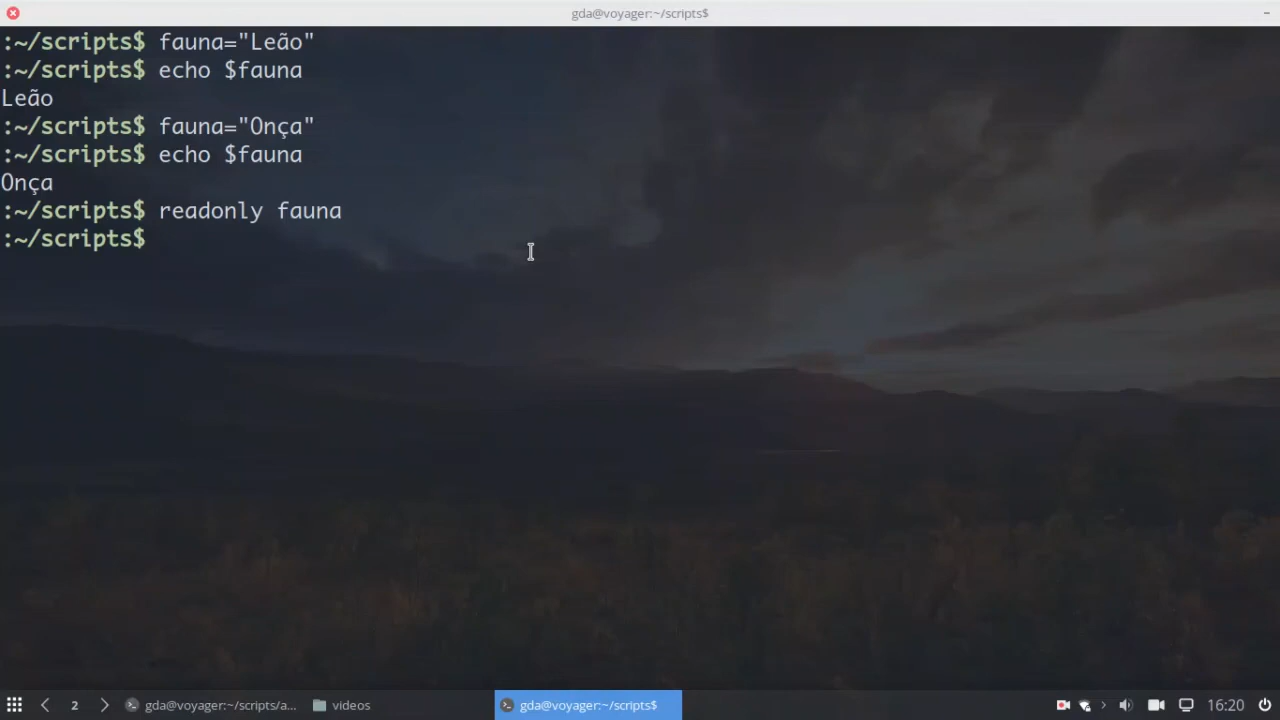 gda@voyager:~/scripts$
:~/scripts$ fauna="Leão"
:~/scripts$ echo $fauna
Leão
:~/scripts$ fauna="Onça"
:~/scripts$ echo $fauna
Onça
:~/scripts$ readonly fauna
:~/scripts$
2
gda@voyager:~/scripts/a...
videos
gda@voyager:~/scripts$
16:20